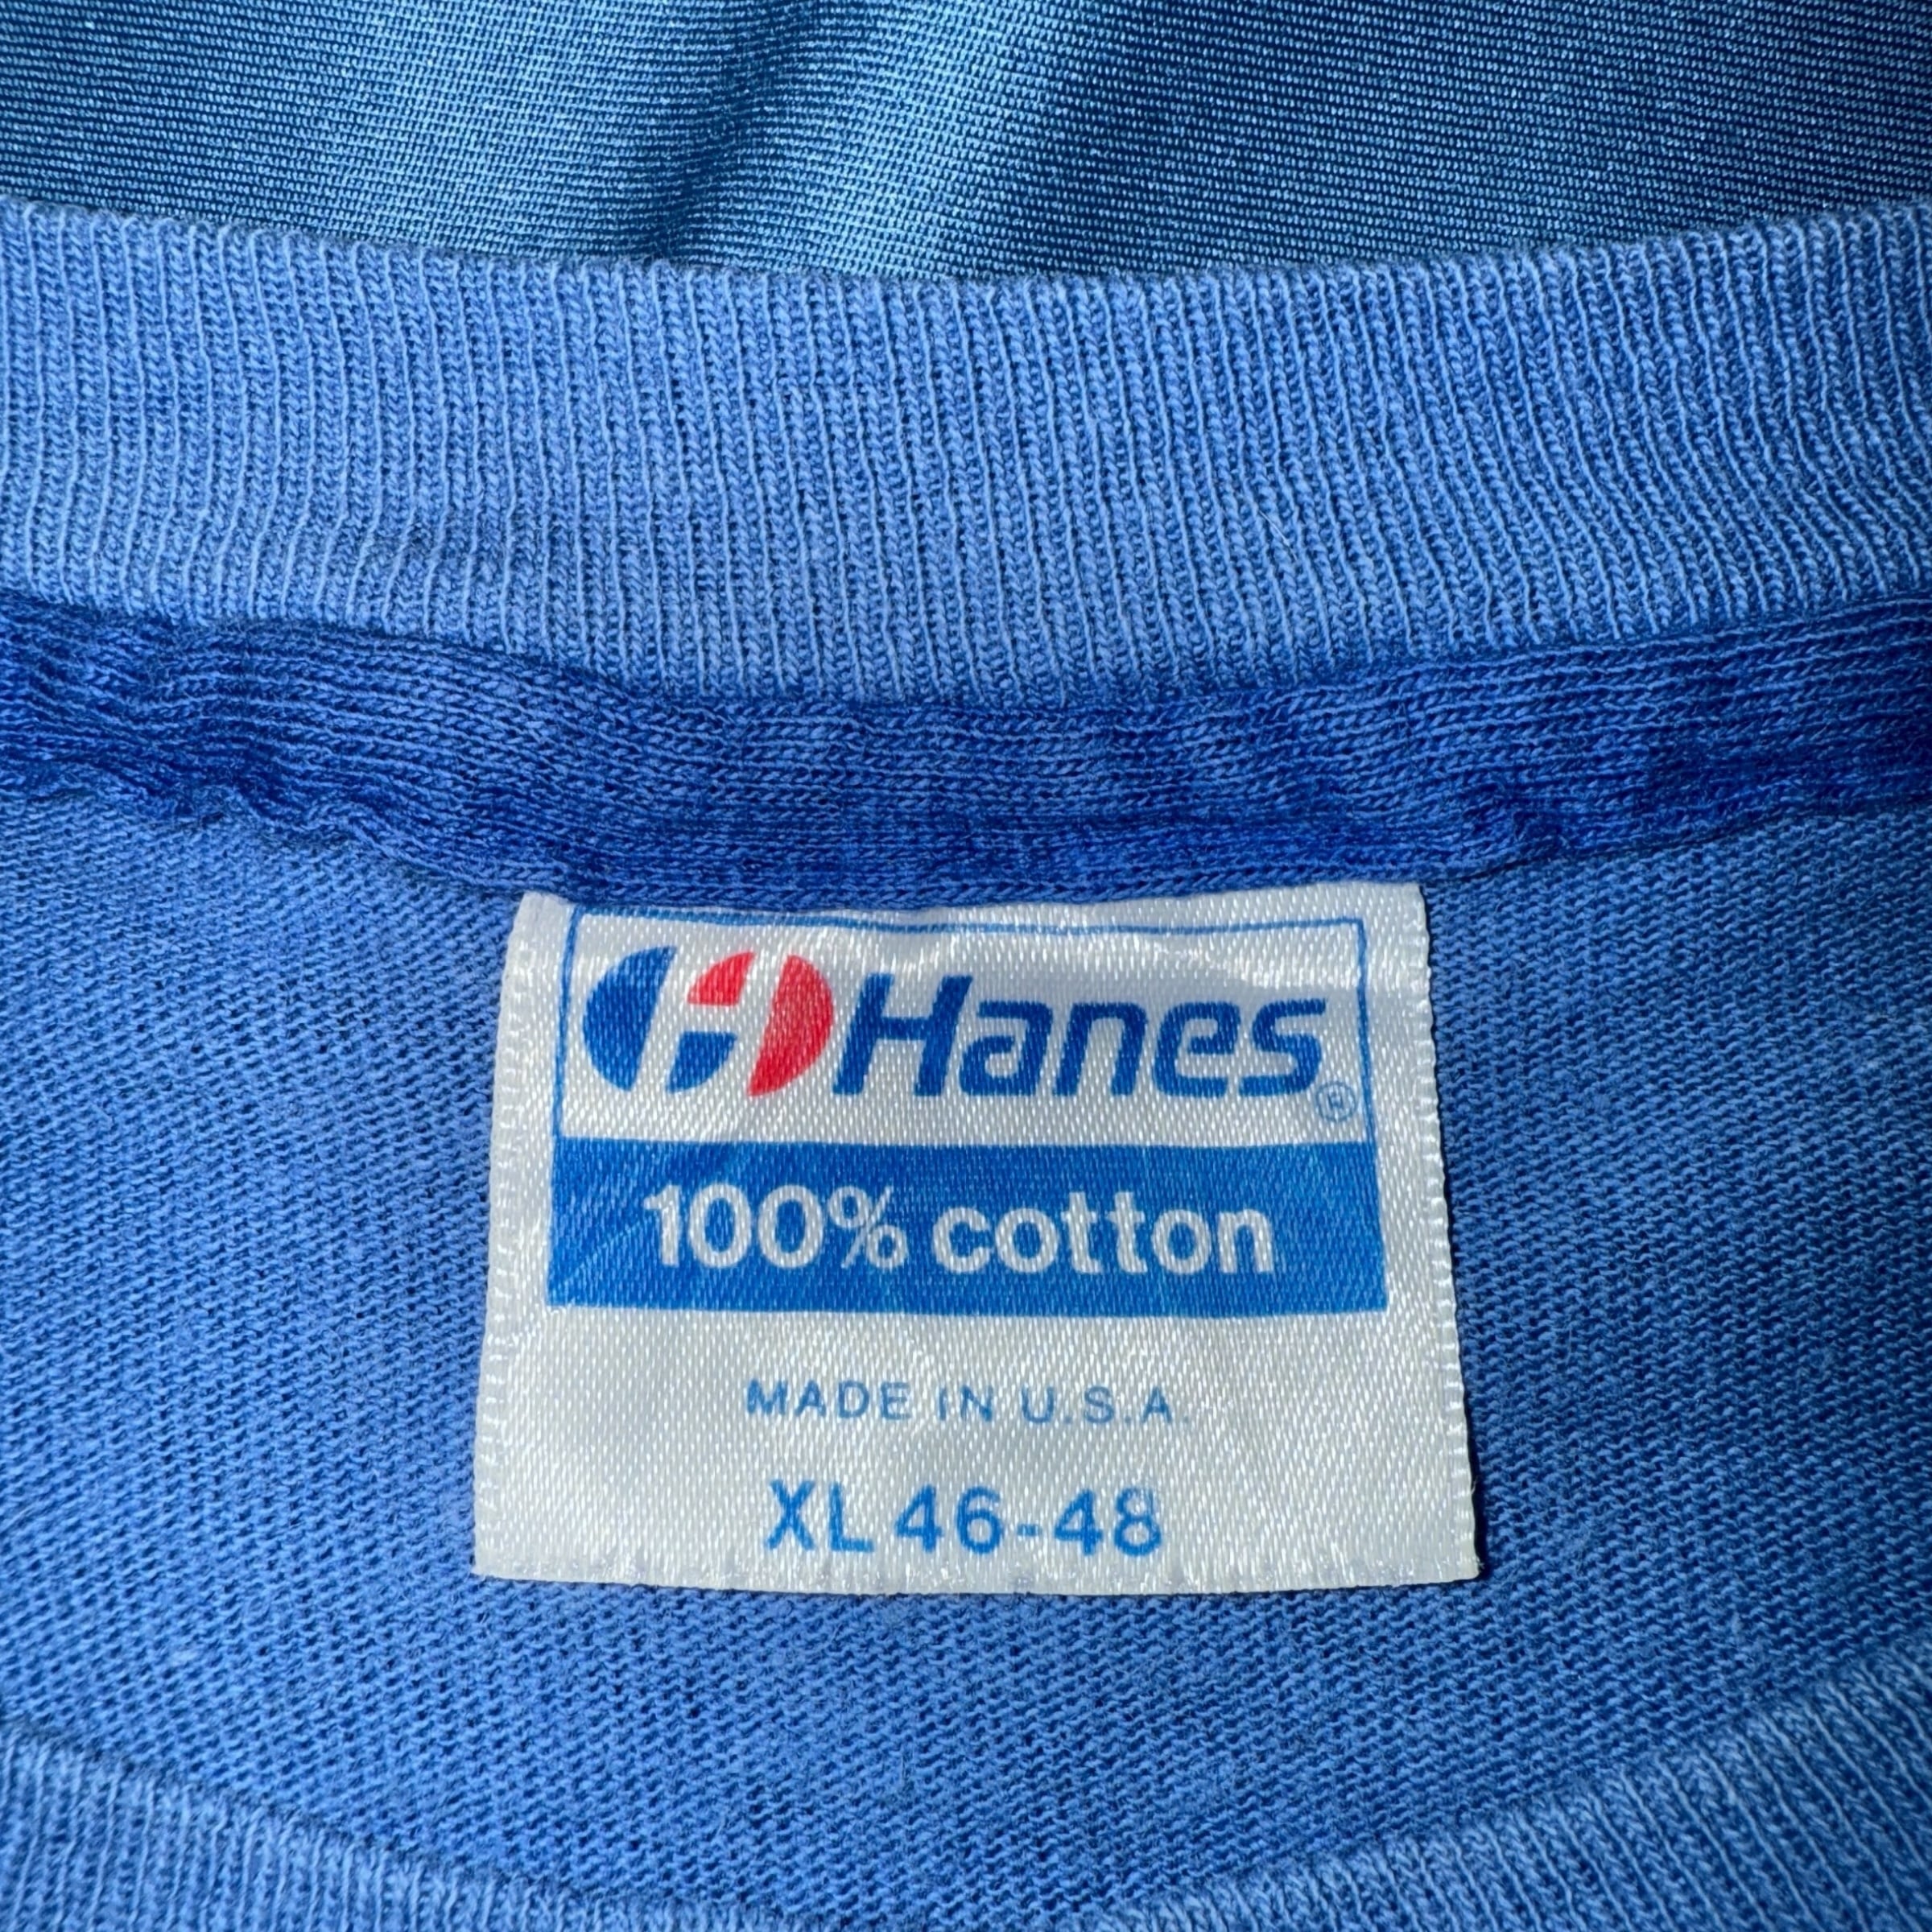 Hanes®
100% cotton
MADE IN U.S.A.
XL 46-48